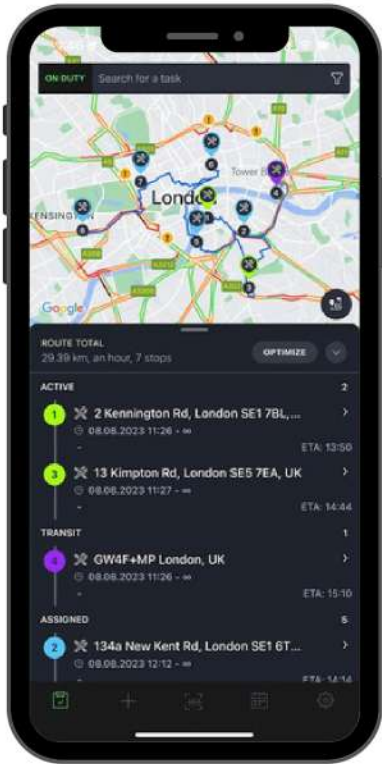 ON DUTY Search for a task
London
Tower
KENSINGTON
Google
ROUTE TOTAL
29.39 km, an hour, 7 stops
OPTIMIZE
ACTIVE 2
1 2 Kennington Rd, London SE1 7BL,...
08.08.2023 11:26 - ∞
-
ETA: 13:50
3 13 Kimpton Rd, London SE5 7EA, UK
08.08.2023 11:27 - ∞
-
ETA: 14:44
TRANSIT 1
4 GW4F+MP London, UK
08.08.2023 11:26 - ∞
-
ETA: 15:10
ASSIGNED 5
2 134a New Kent Rd, London SE1 6T...
08.08.2023 12:12 - ∞
-
ETA: 14:14